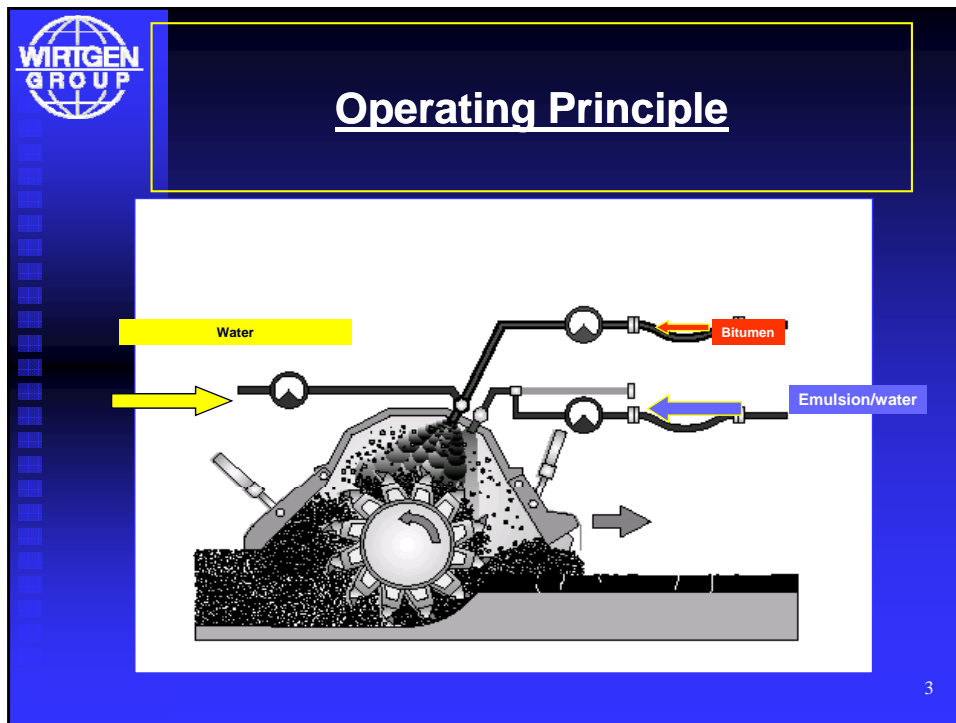 WIRTGEN
GROUP
Operating Principle
Water
Bitumen
Emulsion/water
3